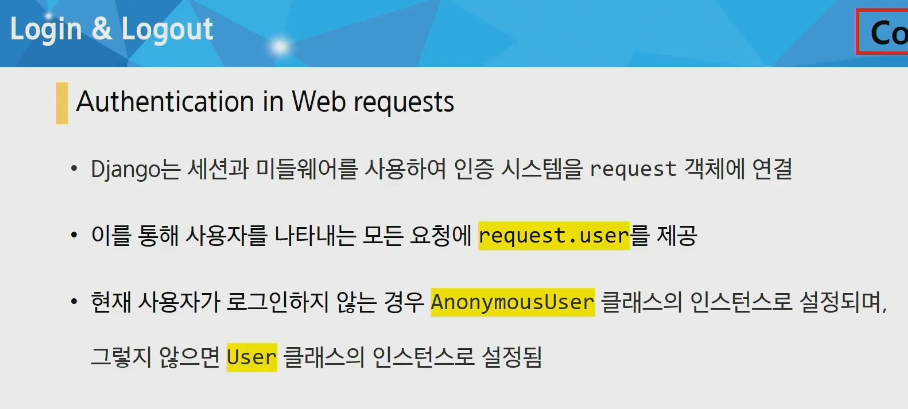 Login & Logout
Co
Authentication in Web requests
• Django는 세션과 미들웨어를 사용하여 인증 시스템을 request 객체에 연결
• 이를 통해 사용자를 나타내는 모든 요청에 request.user를 제공
• 현재 사용자가 로그인하지 않는 경우 AnonymousUser 클래스의 인스턴스로 설정되며,
그렇지 않으면 User 클래스의 인스턴스로 설정됨